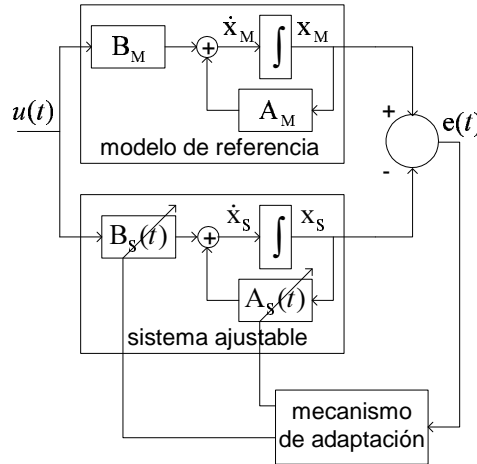 B_M
+
ẋ_M
∫
x_M
A_M
modelo de referencia
u(t)
+
-
e(t)
B_S(t)
+
ẋ_S
∫
x_S
A_S(t)
sistema ajustable
mecanismo
de adaptación